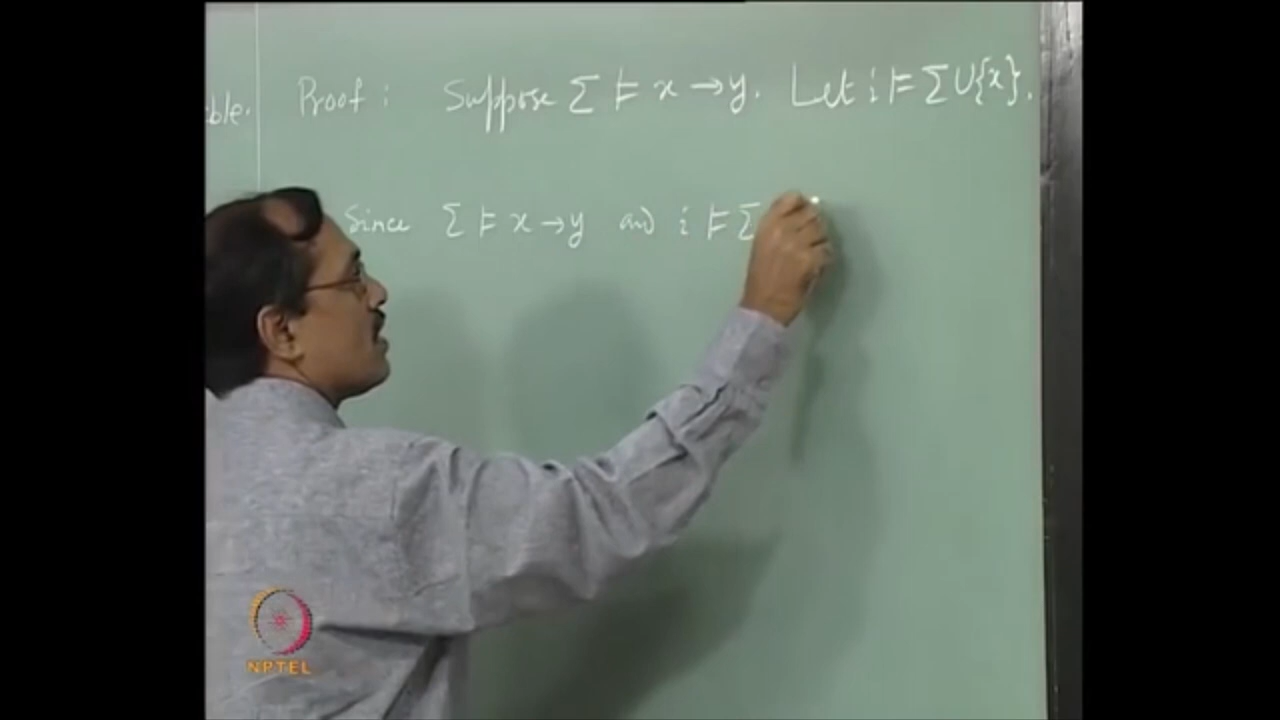 ble. Proof : Suppose Σ ⊨ x → y. Let i ⊨ Σ ∪ {x}.
Since Σ ⊨ x → y and i ⊨ Σ
NPTEL